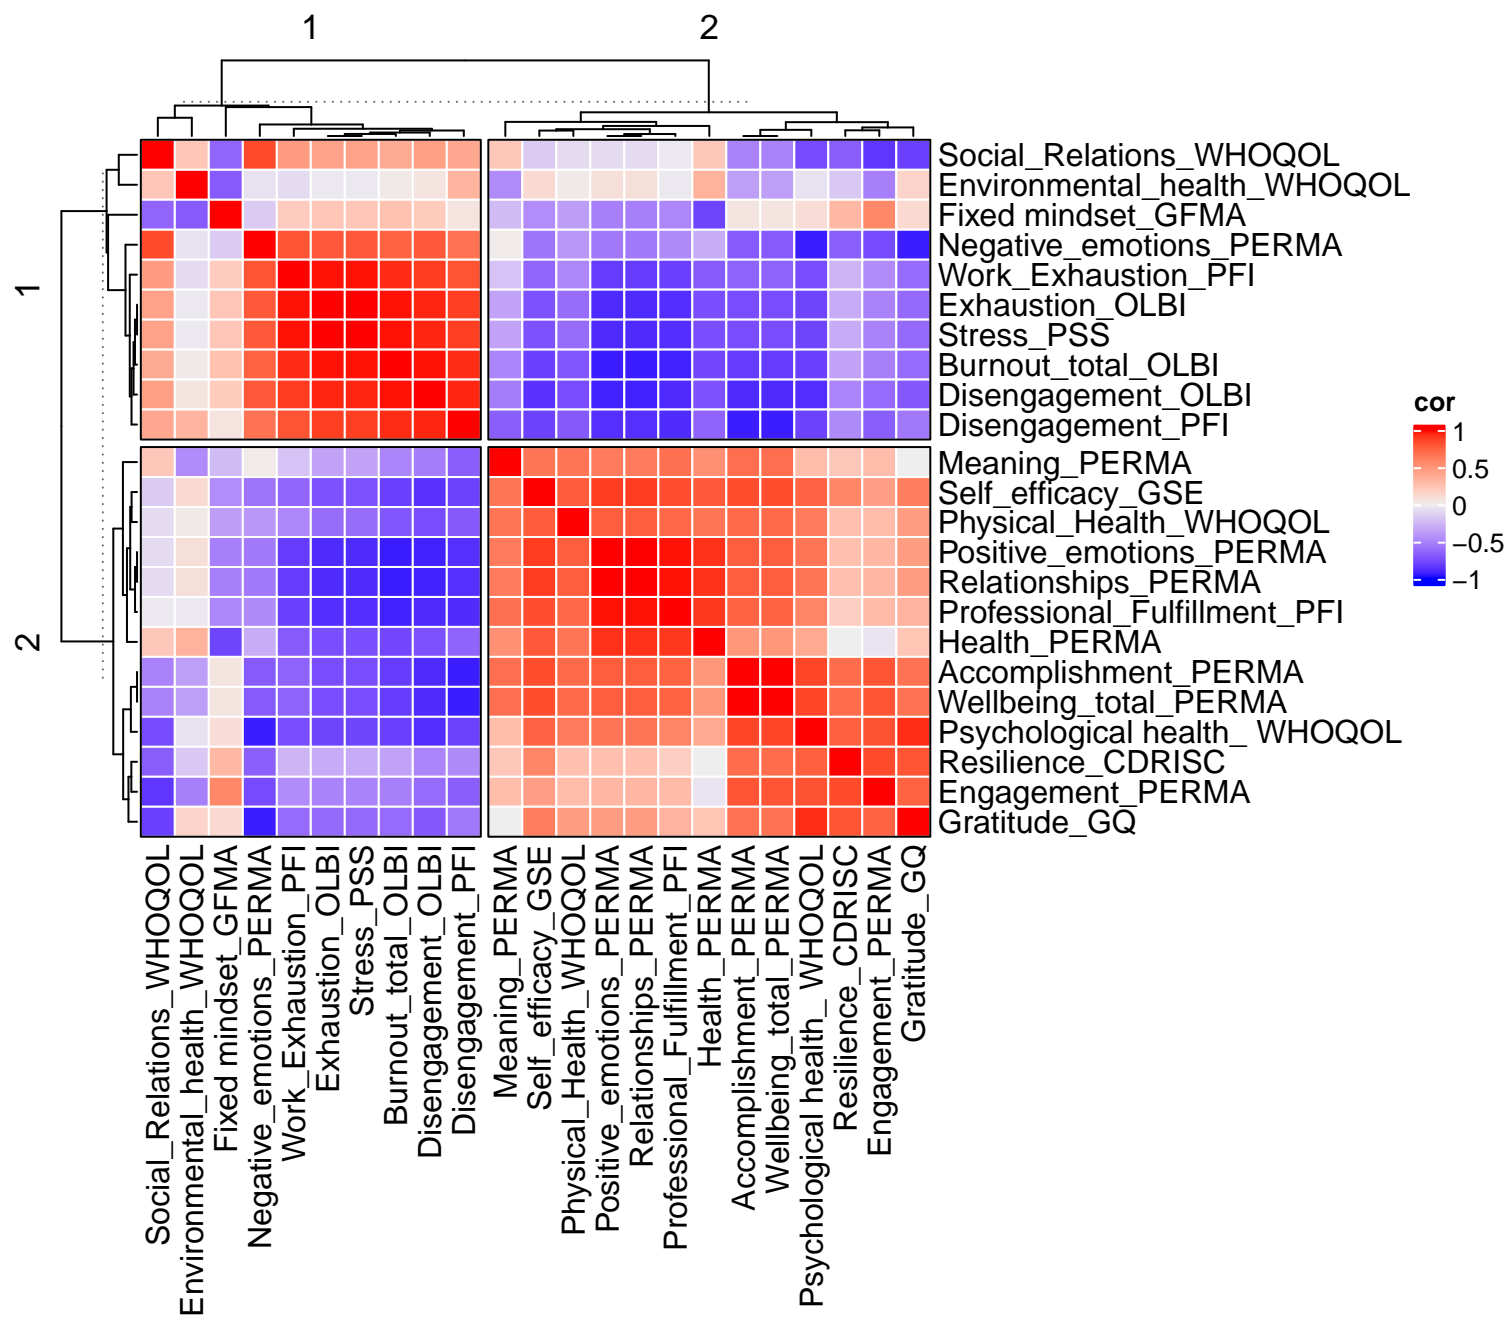 1
2
1
2
Social_Relations_WHOQOL
Environmental_health_WHOQOL
Fixed mindset_GFMA
Negative_emotions_PERMA
Work_Exhaustion_PFI
Exhaustion_OLBI
Stress_PSS
Burnout_total_OLBI
Disengagement_OLBI
Disengagement_PFI
Meaning_PERMA
Self_efficacy_GSE
Physical_Health_WHOQOL
Positive_emotions_PERMA
Relationships_PERMA
Professional_Fulfillment_PFI
Health_PERMA
Accomplishment_PERMA
Wellbeing_total_PERMA
Psychological health_ WHOQOL
Resilience_CDRISC
Engagement_PERMA
Gratitude_GQ
cor
1
0.5
0
−0.5
−1
Social_Relations_WHOQOL
Environmental_health_WHOQOL
Fixed mindset_GFMA
Negative_emotions_PERMA
Work_Exhaustion_PFI
Exhaustion_OLBI
Stress_PSS
Burnout_total_OLBI
Disengagement_OLBI
Disengagement_PFI
Meaning_PERMA
Self_efficacy_GSE
Physical_Health_WHOQOL
Positive_emotions_PERMA
Relationships_PERMA
Professional_Fulfillment_PFI
Health_PERMA
Accomplishment_PERMA
Wellbeing_total_PERMA
Psychological health_ WHOQOL
Resilience_CDRISC
Engagement_PERMA
Gratitude_GQ